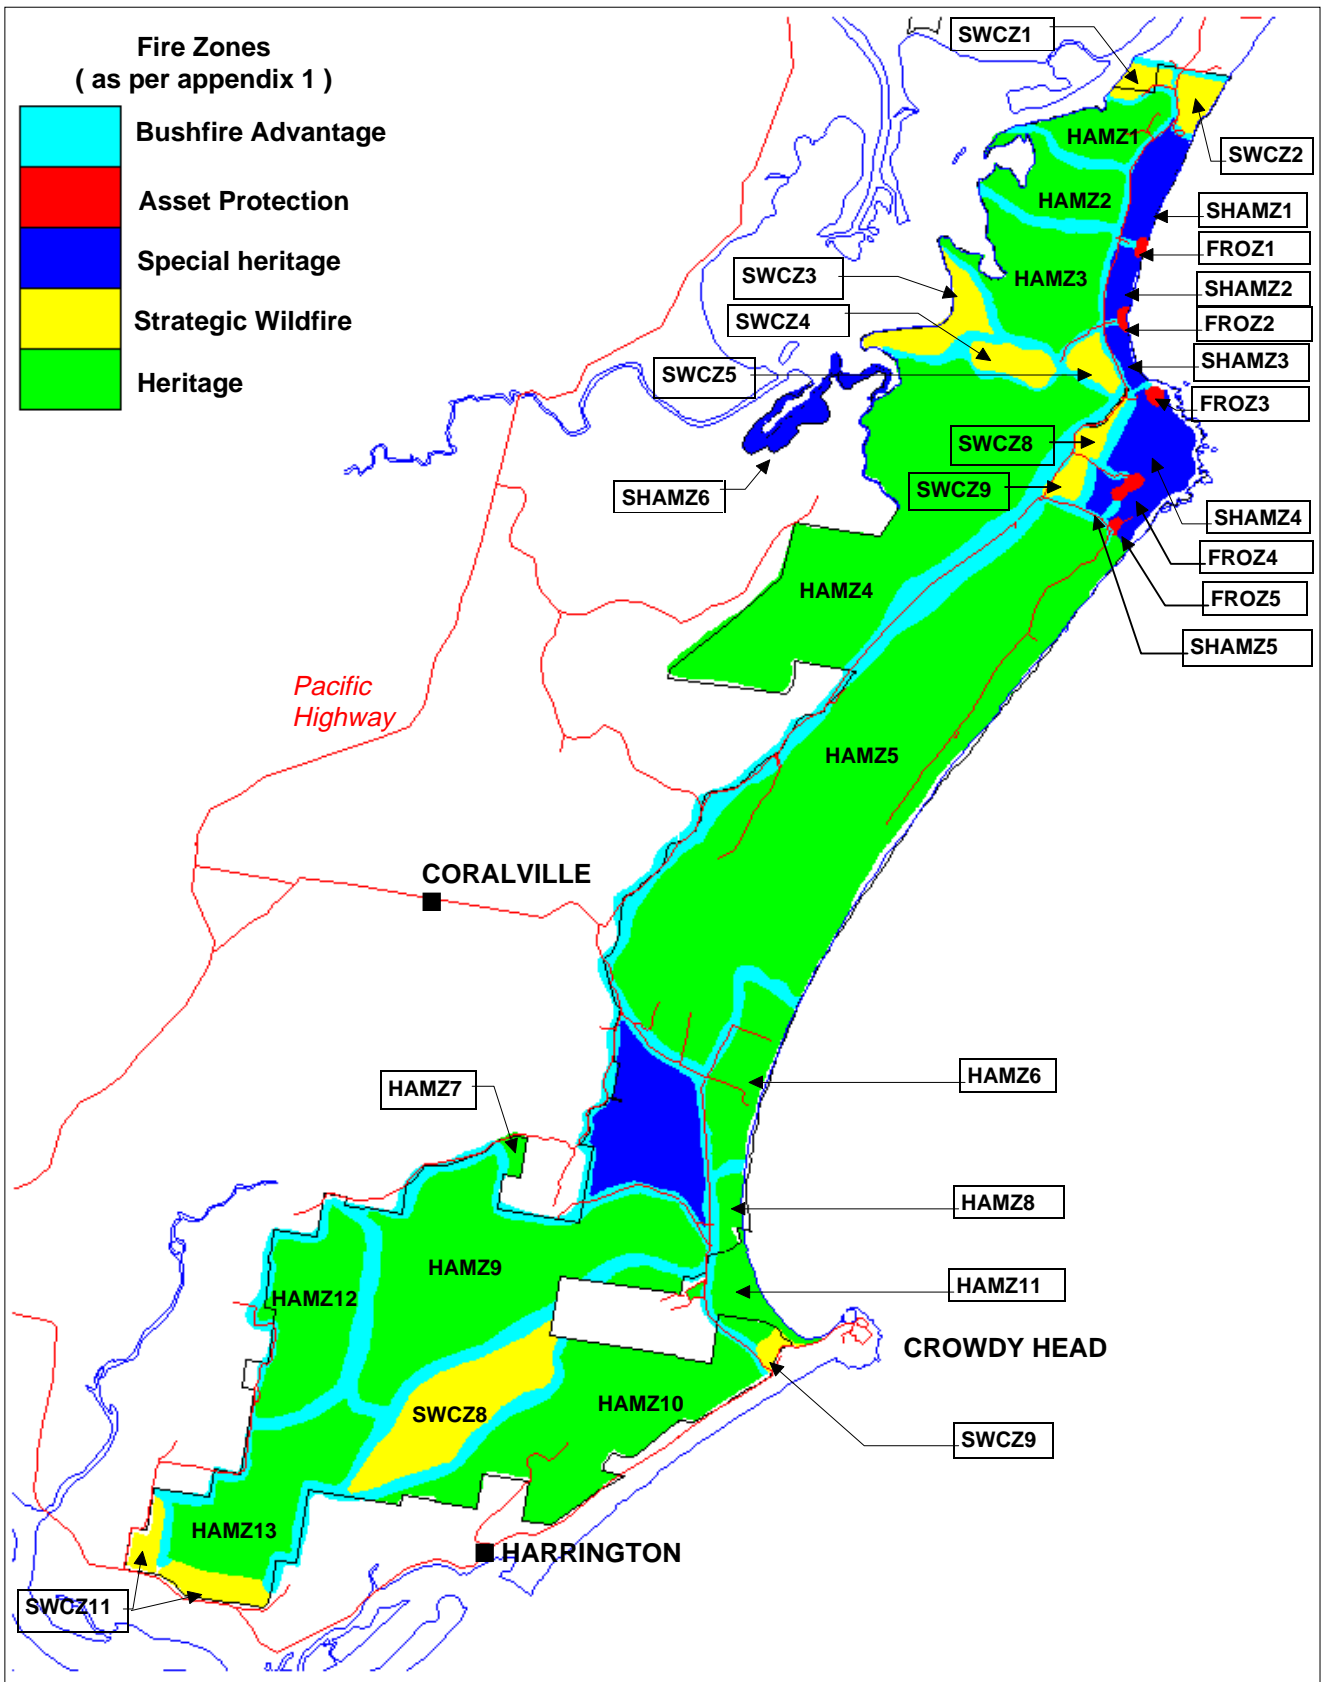 Fire Zones
( as per appendix 1 )
Bushfire Advantage
Asset Protection
Special heritage
Strategic Wildfire
Heritage
SWCZ1
HAMZ1
SWCZ2
HAMZ2
SHAMZ1
FROZ1
SWCZ3
HAMZ3
SHAMZ2
SWCZ4
FROZ2
SWCZ5
SHAMZ3
FROZ3
SWCZ8
SWCZ9
SHAMZ6
SHAMZ4
FROZ4
HAMZ4
FROZ5
SHAMZ5
Pacific
Highway
HAMZ5
CORALVILLE
HAMZ7
HAMZ6
HAMZ8
HAMZ9
HAMZ11
HAMZ12
CROWDY HEAD
HAMZ10
SWCZ8
SWCZ9
HAMZ13
HARRINGTON
SWCZ11